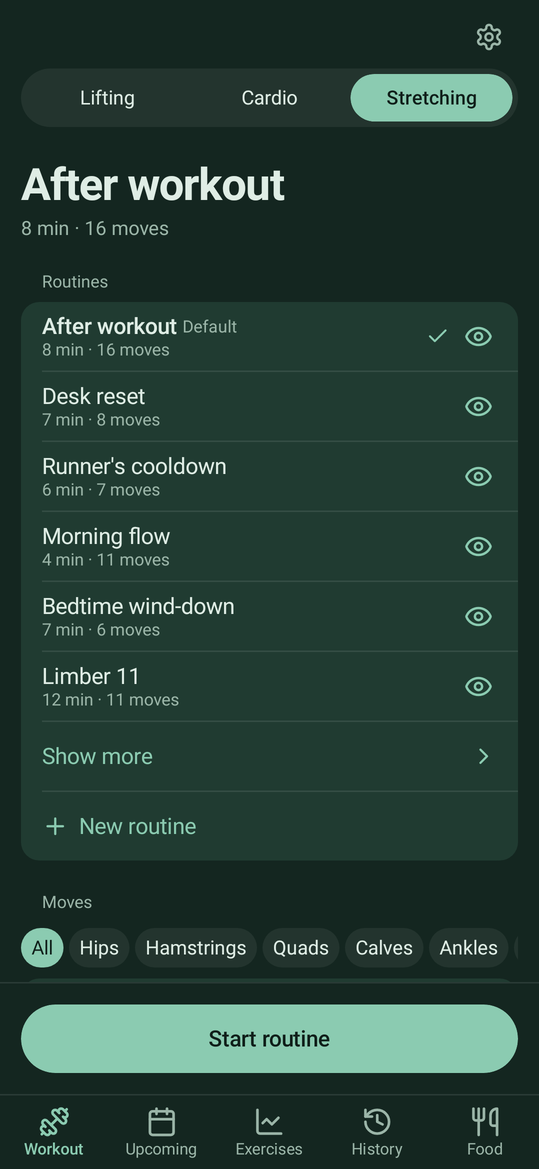 Lifting Cardio Stretching
After workout
8 min · 16 moves
Routines
After workout Default
8 min · 16 moves
Desk reset
7 min · 8 moves
Runner's cooldown
6 min · 7 moves
Morning flow
4 min · 11 moves
Bedtime wind-down
7 min · 6 moves
Limber 11
12 min · 11 moves
Show more
New routine
Moves
All Hips Hamstrings Quads Calves Ankles
Start routine
Workout Upcoming Exercises History Food